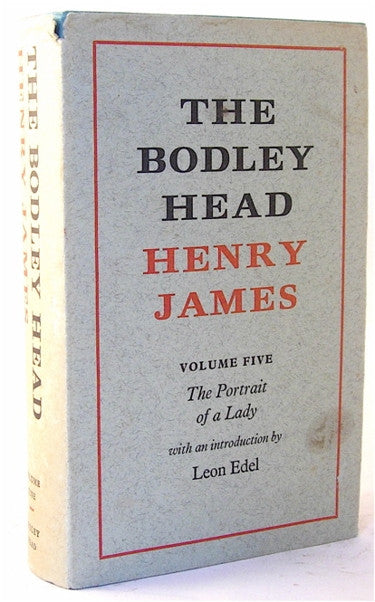 THE
BODLEY
HEAD
HENRY
JAMES
VOLUME FIVE
The Portrait
of a Lady
with an introduction by
Leon Edel
THE BODLEY HEAD
HENRY JAMES